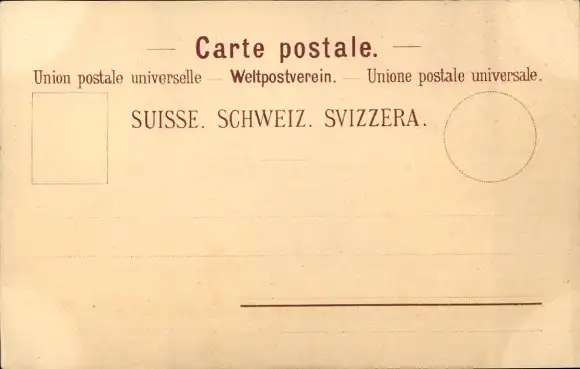 — Carte postale. —
Union postale universelle — Weltpostverein. — Unione postale universale.
SUISSE. SCHWEIZ. SVIZZERA.